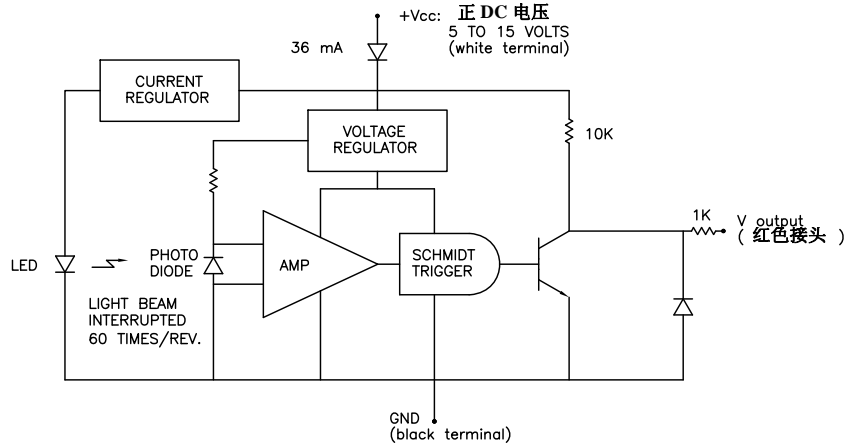 +Vcc: 正 DC 电压
5 TO 15 VOLTS
(white terminal)
36 mA
CURRENT
REGULATOR
VOLTAGE
REGULATOR
10K
1K
V output
( 红色接头 )
LED
PHOTO
DIODE
AMP
SCHMIDT
TRIGGER
LIGHT BEAM
INTERRUPTED
60 TIMES/REV.
GND
(black terminal)